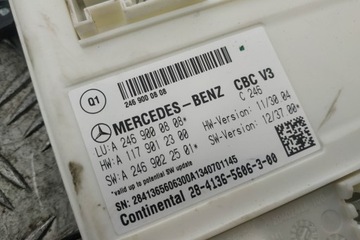 Q1
246 900 08 08
MERCEDES-BENZ CBC V3
C 246
LU: A 246 900 08 08*
HW: A 117 901 23 00 HW-Version: 11/30 04
SW: A 246 902 25 01* SW-Version: 12/37 00*
*valid up to potential SW update
SN: 2841365606300A1340701145
Continental 28-4136-5606-3-00